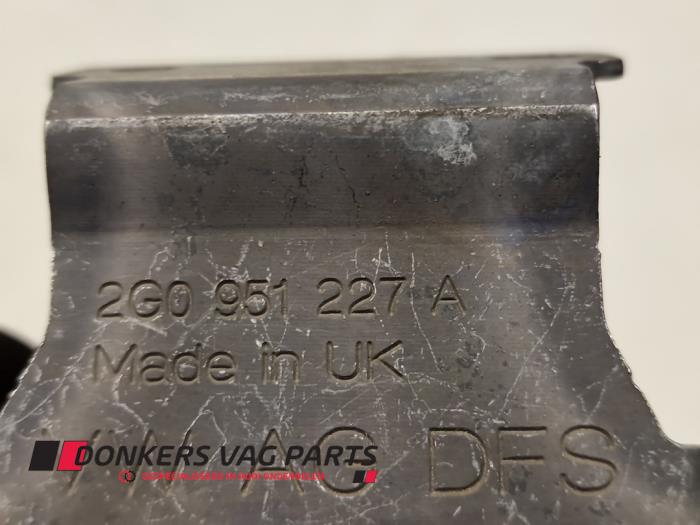 2G0 951 227 A
Made in UK
VW AG DFS
DONKERS VAG PARTS